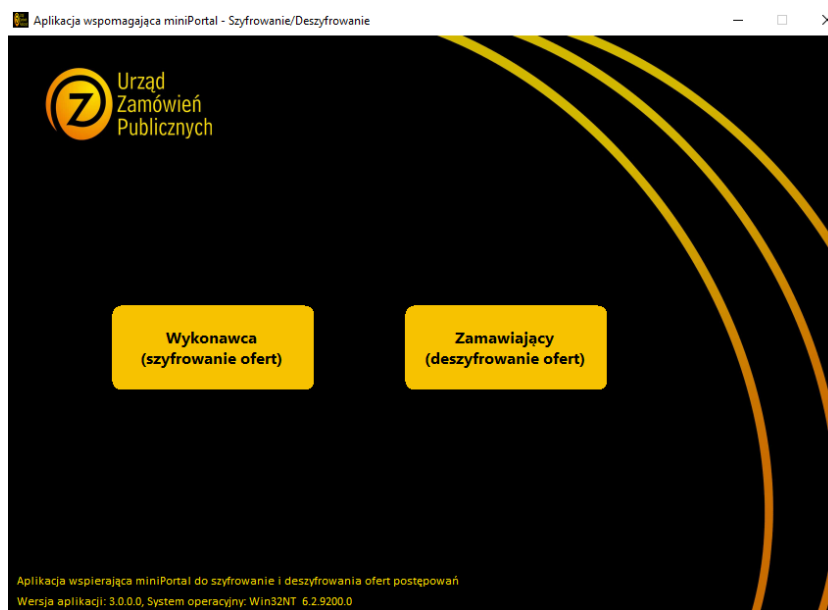 Aplikacja wspomagająca miniPortal - Szyfrowanie/Deszyfrowanie
Urząd
Zamówień
Publicznych
Wykonawca
(szyfrowanie ofert)
Zamawiający
(deszyfrowanie ofert)
Aplikacja wspierająca miniPortal do szyfrowanie i deszyfrowania ofert postępowań
Wersja aplikacji: 3.0.0.0, System operacyjny: Win32NT 6.2.9200.0